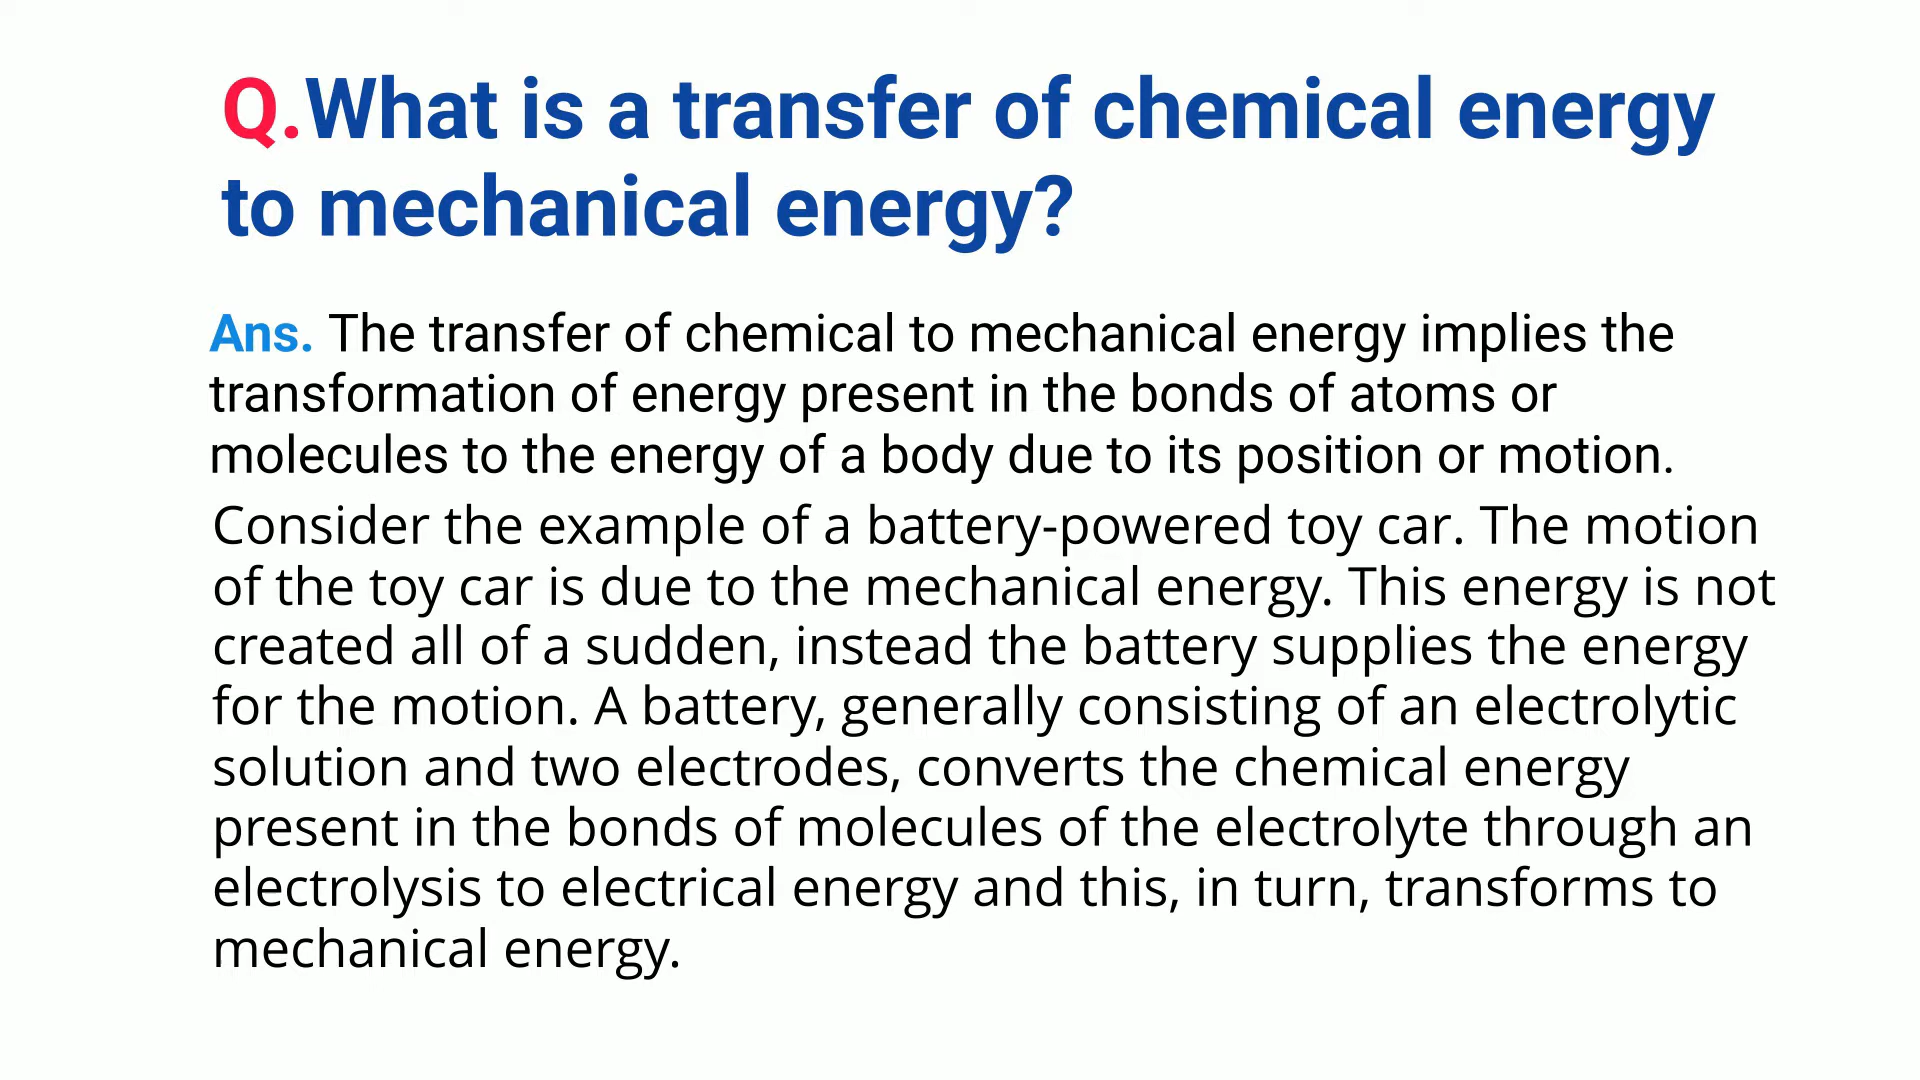 Q.What is a transfer of chemical energy
to mechanical energy?
Ans. The transfer of chemical to mechanical energy implies the
transformation of energy present in the bonds of atoms or
molecules to the energy of a body due to its position or motion.
Consider the example of a battery-powered toy car. The motion
of the toy car is due to the mechanical energy. This energy is not
created all of a sudden, instead the battery supplies the energy
for the motion. A battery, generally consisting of an electrolytic
solution and two electrodes, converts the chemical energy
present in the bonds of molecules of the electrolyte through an
electrolysis to electrical energy and this, in turn, transforms to
mechanical energy.